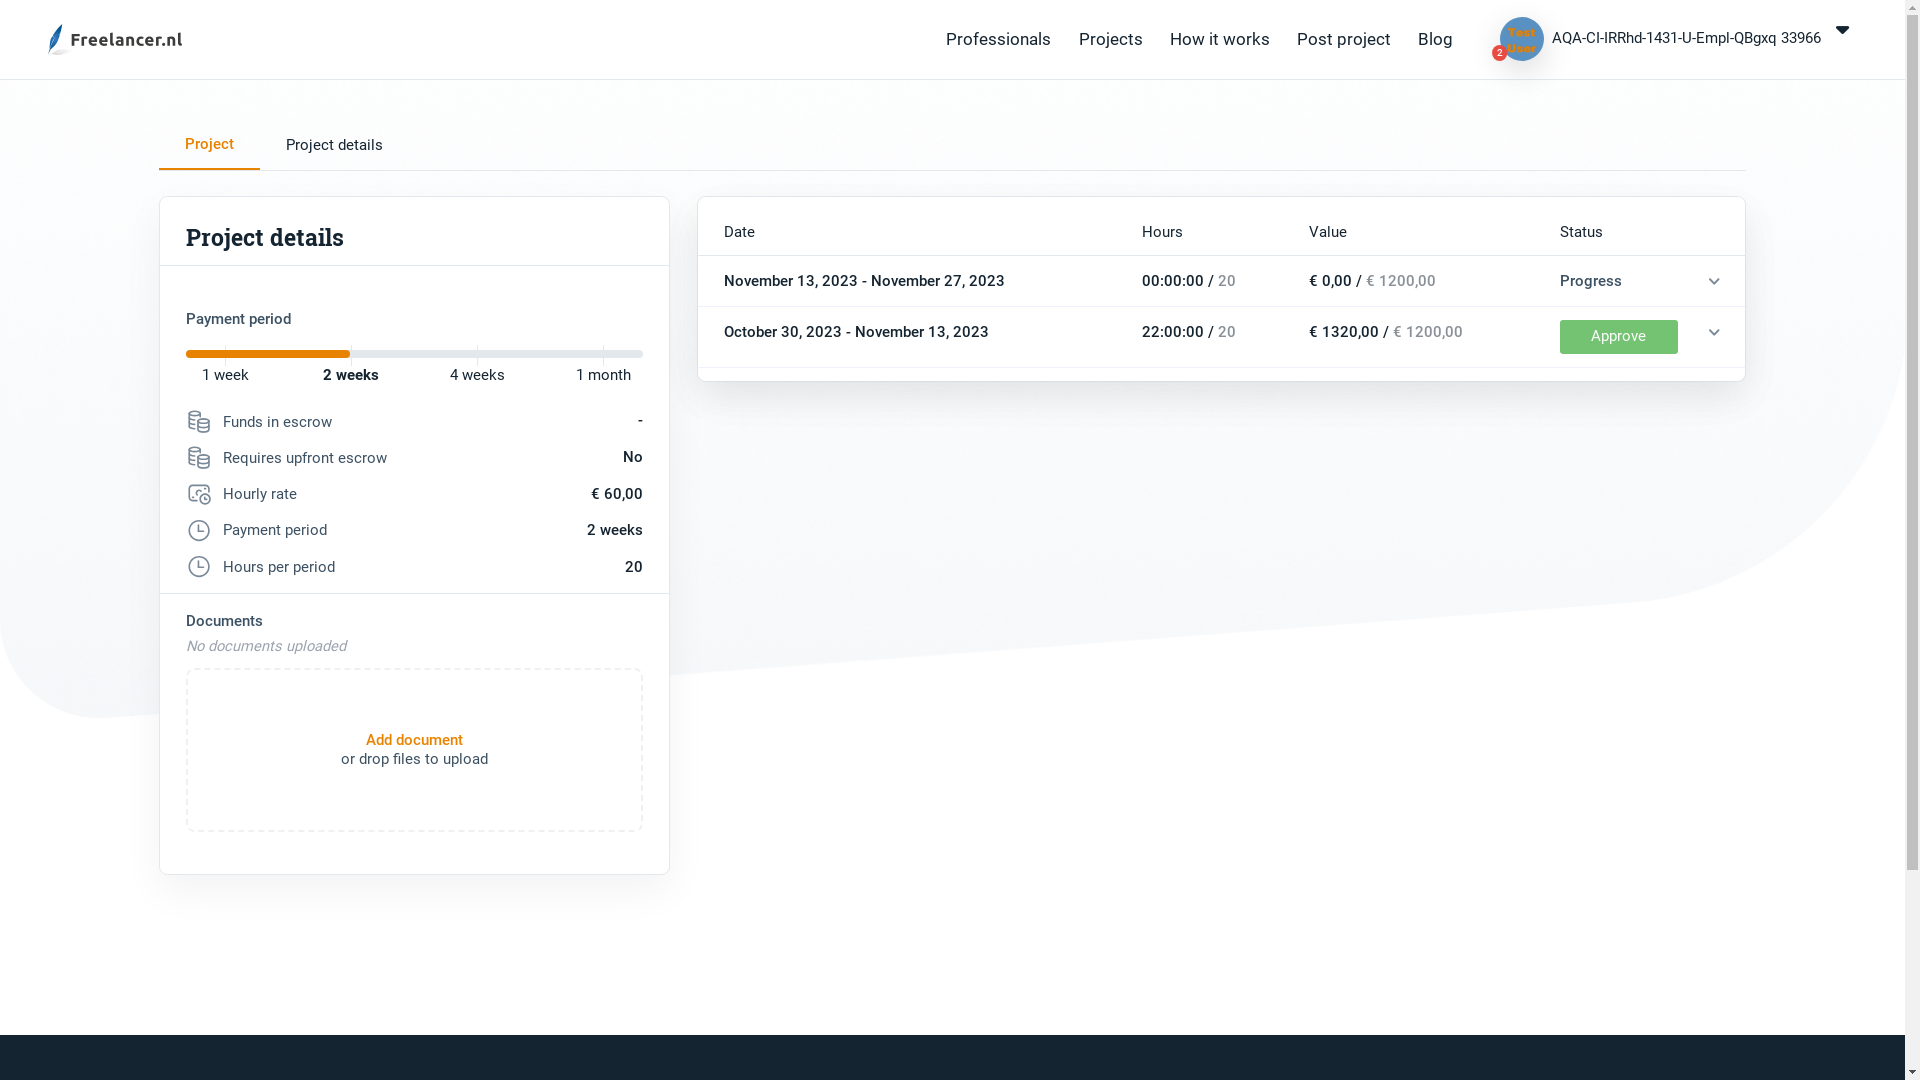 Freelancer.nl
Professionals
Projects
How it works
Post project
Blog
Test
User
2
AQA-CI-IRRhd-1431-U-Empl-QBgxq 33966
Project
Project details
Project details
Payment period
1 week
2 weeks
4 weeks
1 month
Funds in escrow -
Requires upfront escrow No
Hourly rate € 60,00
Payment period 2 weeks
Hours per period 20
Documents
No documents uploaded
Add document
or drop files to upload
Date Hours Value Status
November 13, 2023 - November 27, 2023 00:00:00 / 20 € 0,00 / € 1200,00 Progress
October 30, 2023 - November 13, 2023 22:00:00 / 20 € 1320,00 / € 1200,00 Approve